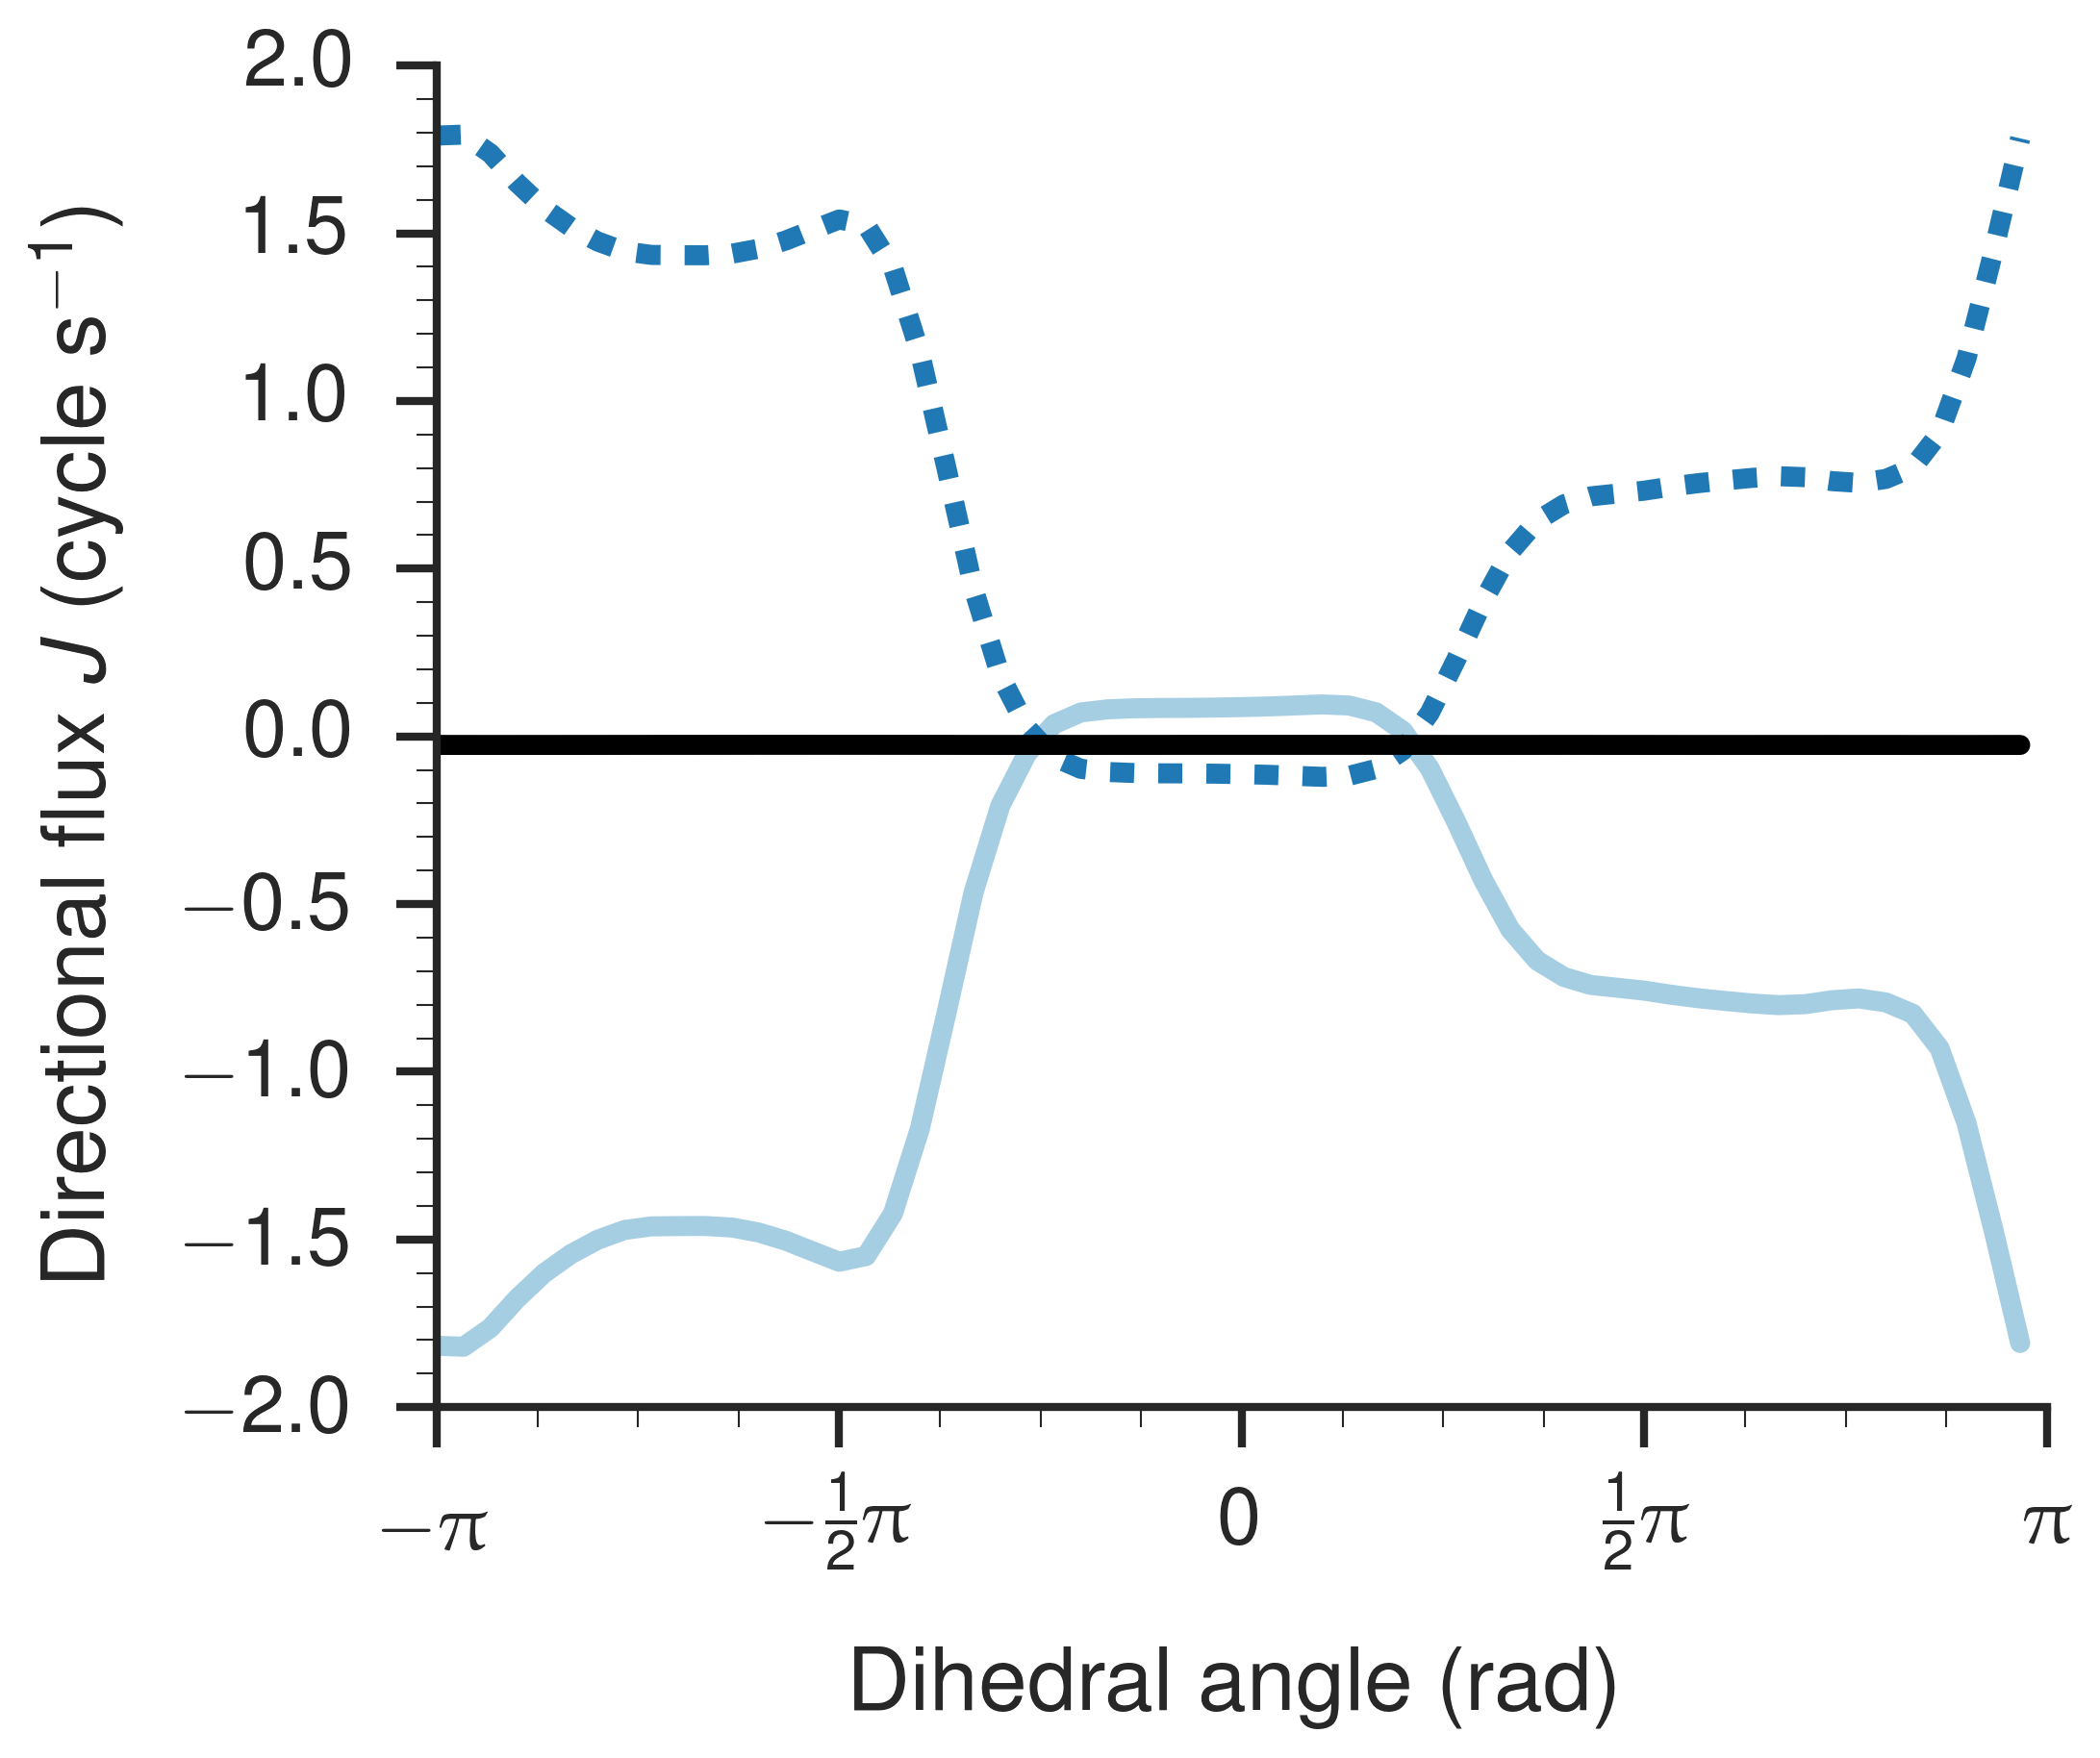 Directional flux J (cycle s⁻¹)
2.0
1.5
1.0
0.5
0.0
−0.5
−1.0
−1.5
−2.0
−π
−½π
0
½π
π
Dihedral angle (rad)